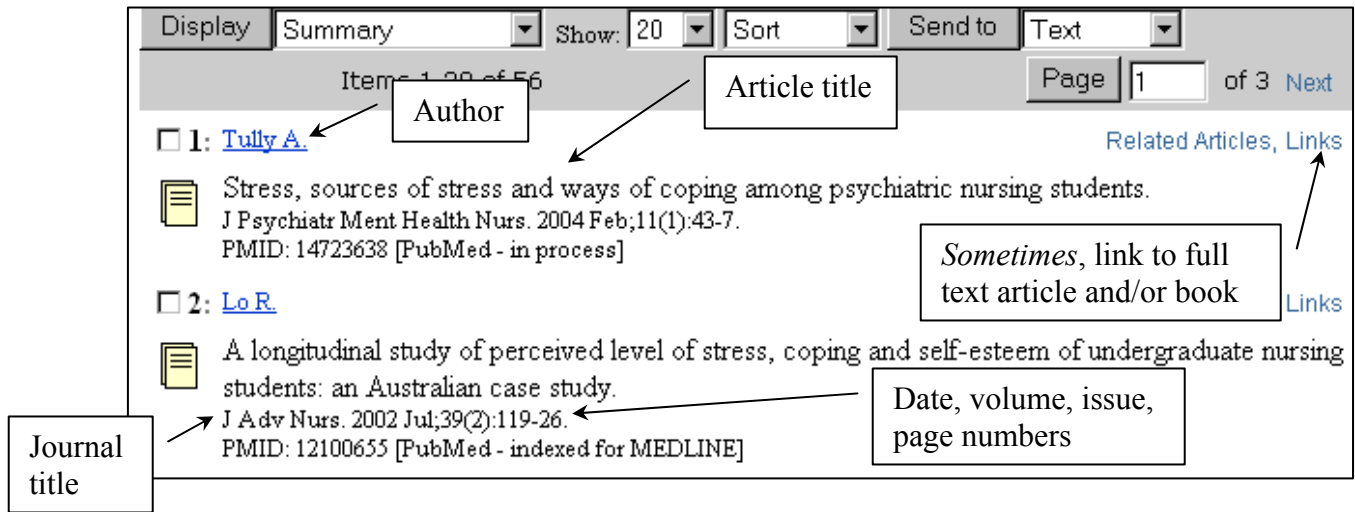 Display Summary Show: 20 Sort Send to Text
Items 1-20 of 56 Page 1 of 3 Next
Author
Article title
1: Tully A. Related Articles, Links
Stress, sources of stress and ways of coping among psychiatric nursing students.
J Psychiatr Ment Health Nurs. 2004 Feb;11(1):43-7.
PMID: 14723638 [PubMed - in process]
Sometimes, link to full
text article and/or book
2: Lo R. Links
A longitudinal study of perceived level of stress, coping and self-esteem of undergraduate nursing
students: an Australian case study.
J Adv Nurs. 2002 Jul;39(2):119-26.
PMID: 12100655 [PubMed - indexed for MEDLINE]
Date, volume, issue,
page numbers
Journal
title